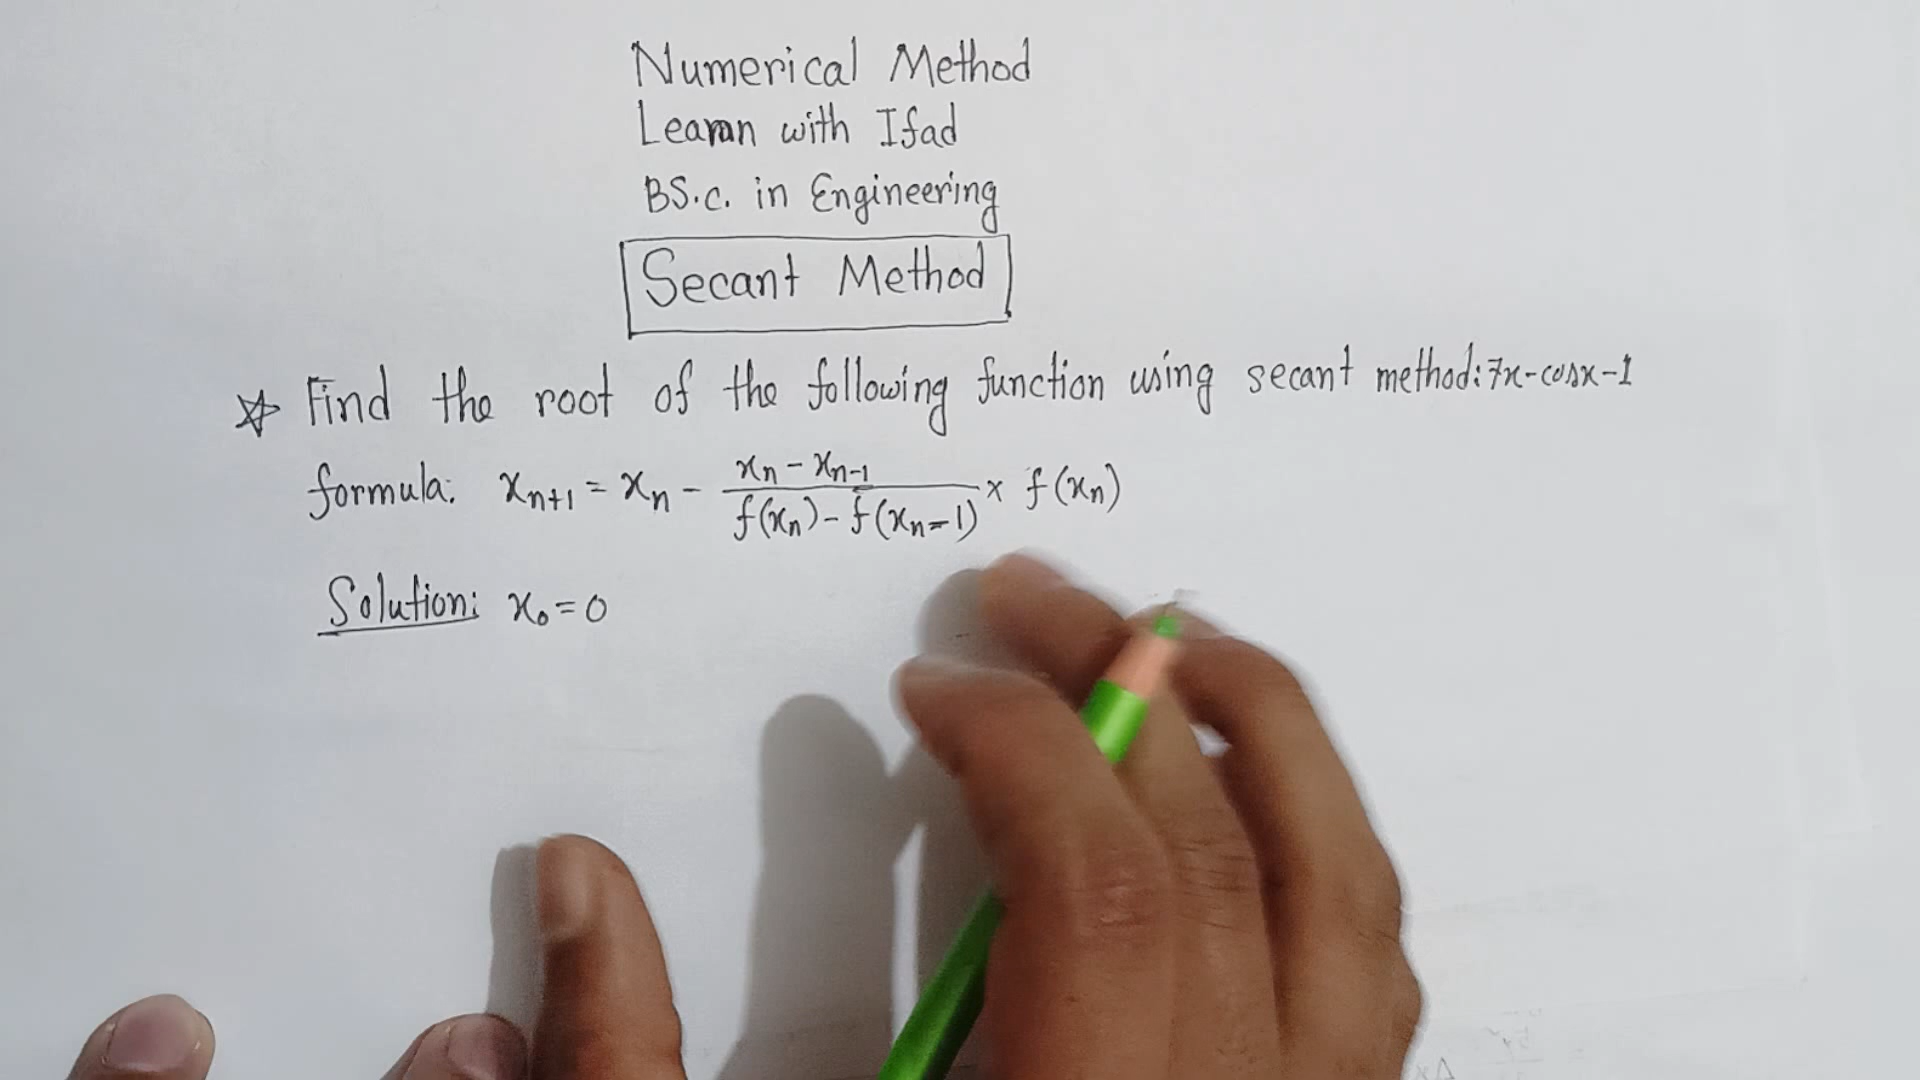 Numerical Method
Learn with Ifad
BS.c. in Engineering
Secant Method
☆ Find the root of the following function using secant method: 7x-cosx-1
formula: xₙ₊₁ = xₙ - (xₙ - xₙ₋₁)/(f(xₙ) - f(xₙ₋₁)) × f(xₙ)
Solution: x₀ = 0